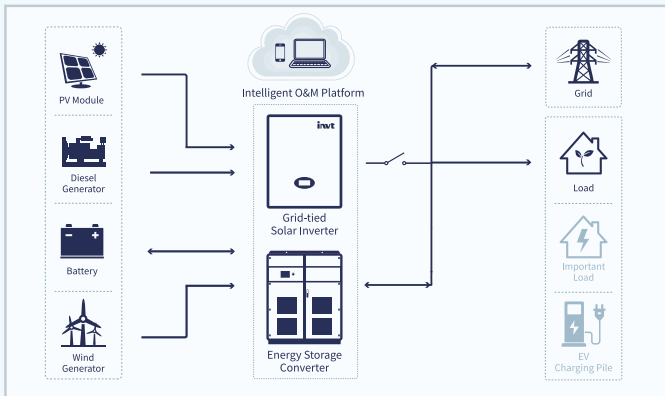 Intelligent O&M Platform
PV Module
Diesel
Generator
Battery
Wind
Generator
invt
Grid-tied
Solar Inverter
Energy Storage
Converter
Grid
Load
Important
Load
EV
Charging Pile